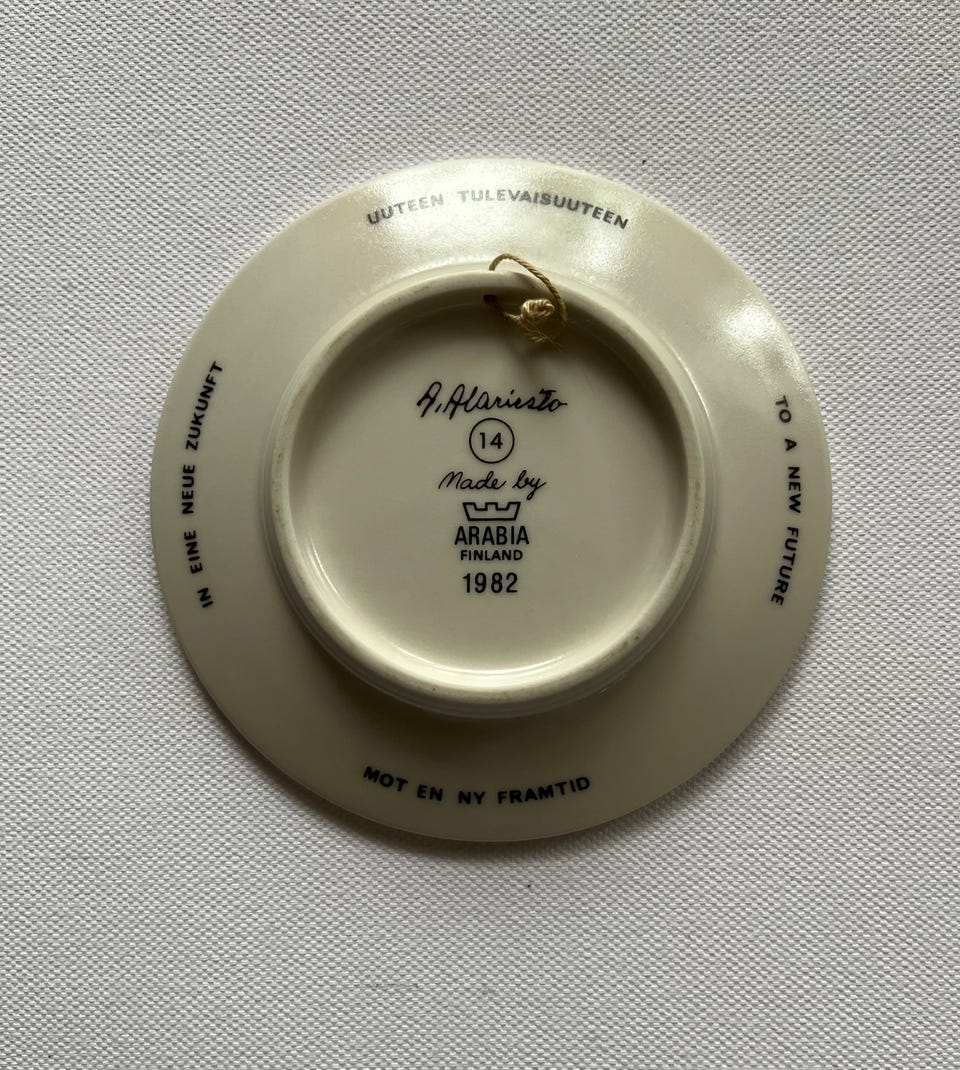 UUTEEN TULEVAISUUTEEN
IN EINE NEUE ZUKUNFT
TO A NEW FUTURE
A. Alariesto
14
Made by
ARABIA
FINLAND
1982
MOT EN NY FRAMTID